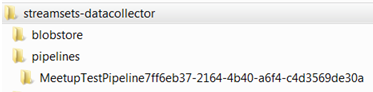 streamsets-datacollector
blobstore
pipelines
MeetupTestPipeline7ff6eb37-2164-4b40-a6f4-c4d3569de30a